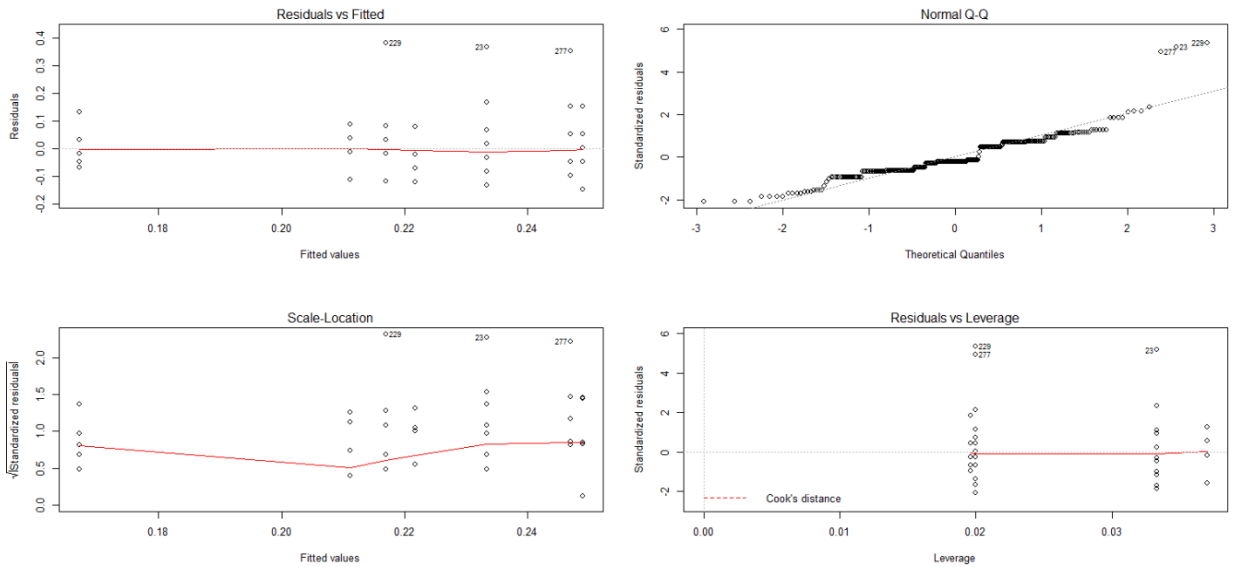 Residuals vs Fitted
Residuals
-0.2 -0.1 0.0 0.1 0.2 0.3 0.4
229
23
277
0.18 0.20 0.22 0.24
Fitted values
Normal Q-Q
Standardized residuals
-2 0 2 4 6
277 23 229
-3 -2 -1 0 1 2 3
Theoretical Quantiles
Scale-Location
√|Standardized residuals|
0.0 0.5 1.0 1.5 2.0
229
23
277
0.18 0.20 0.22 0.24
Fitted values
Residuals vs Leverage
Standardized residuals
-2 0 2 4 6
229
277
23
Cook's distance
0.00 0.01 0.02 0.03
Leverage